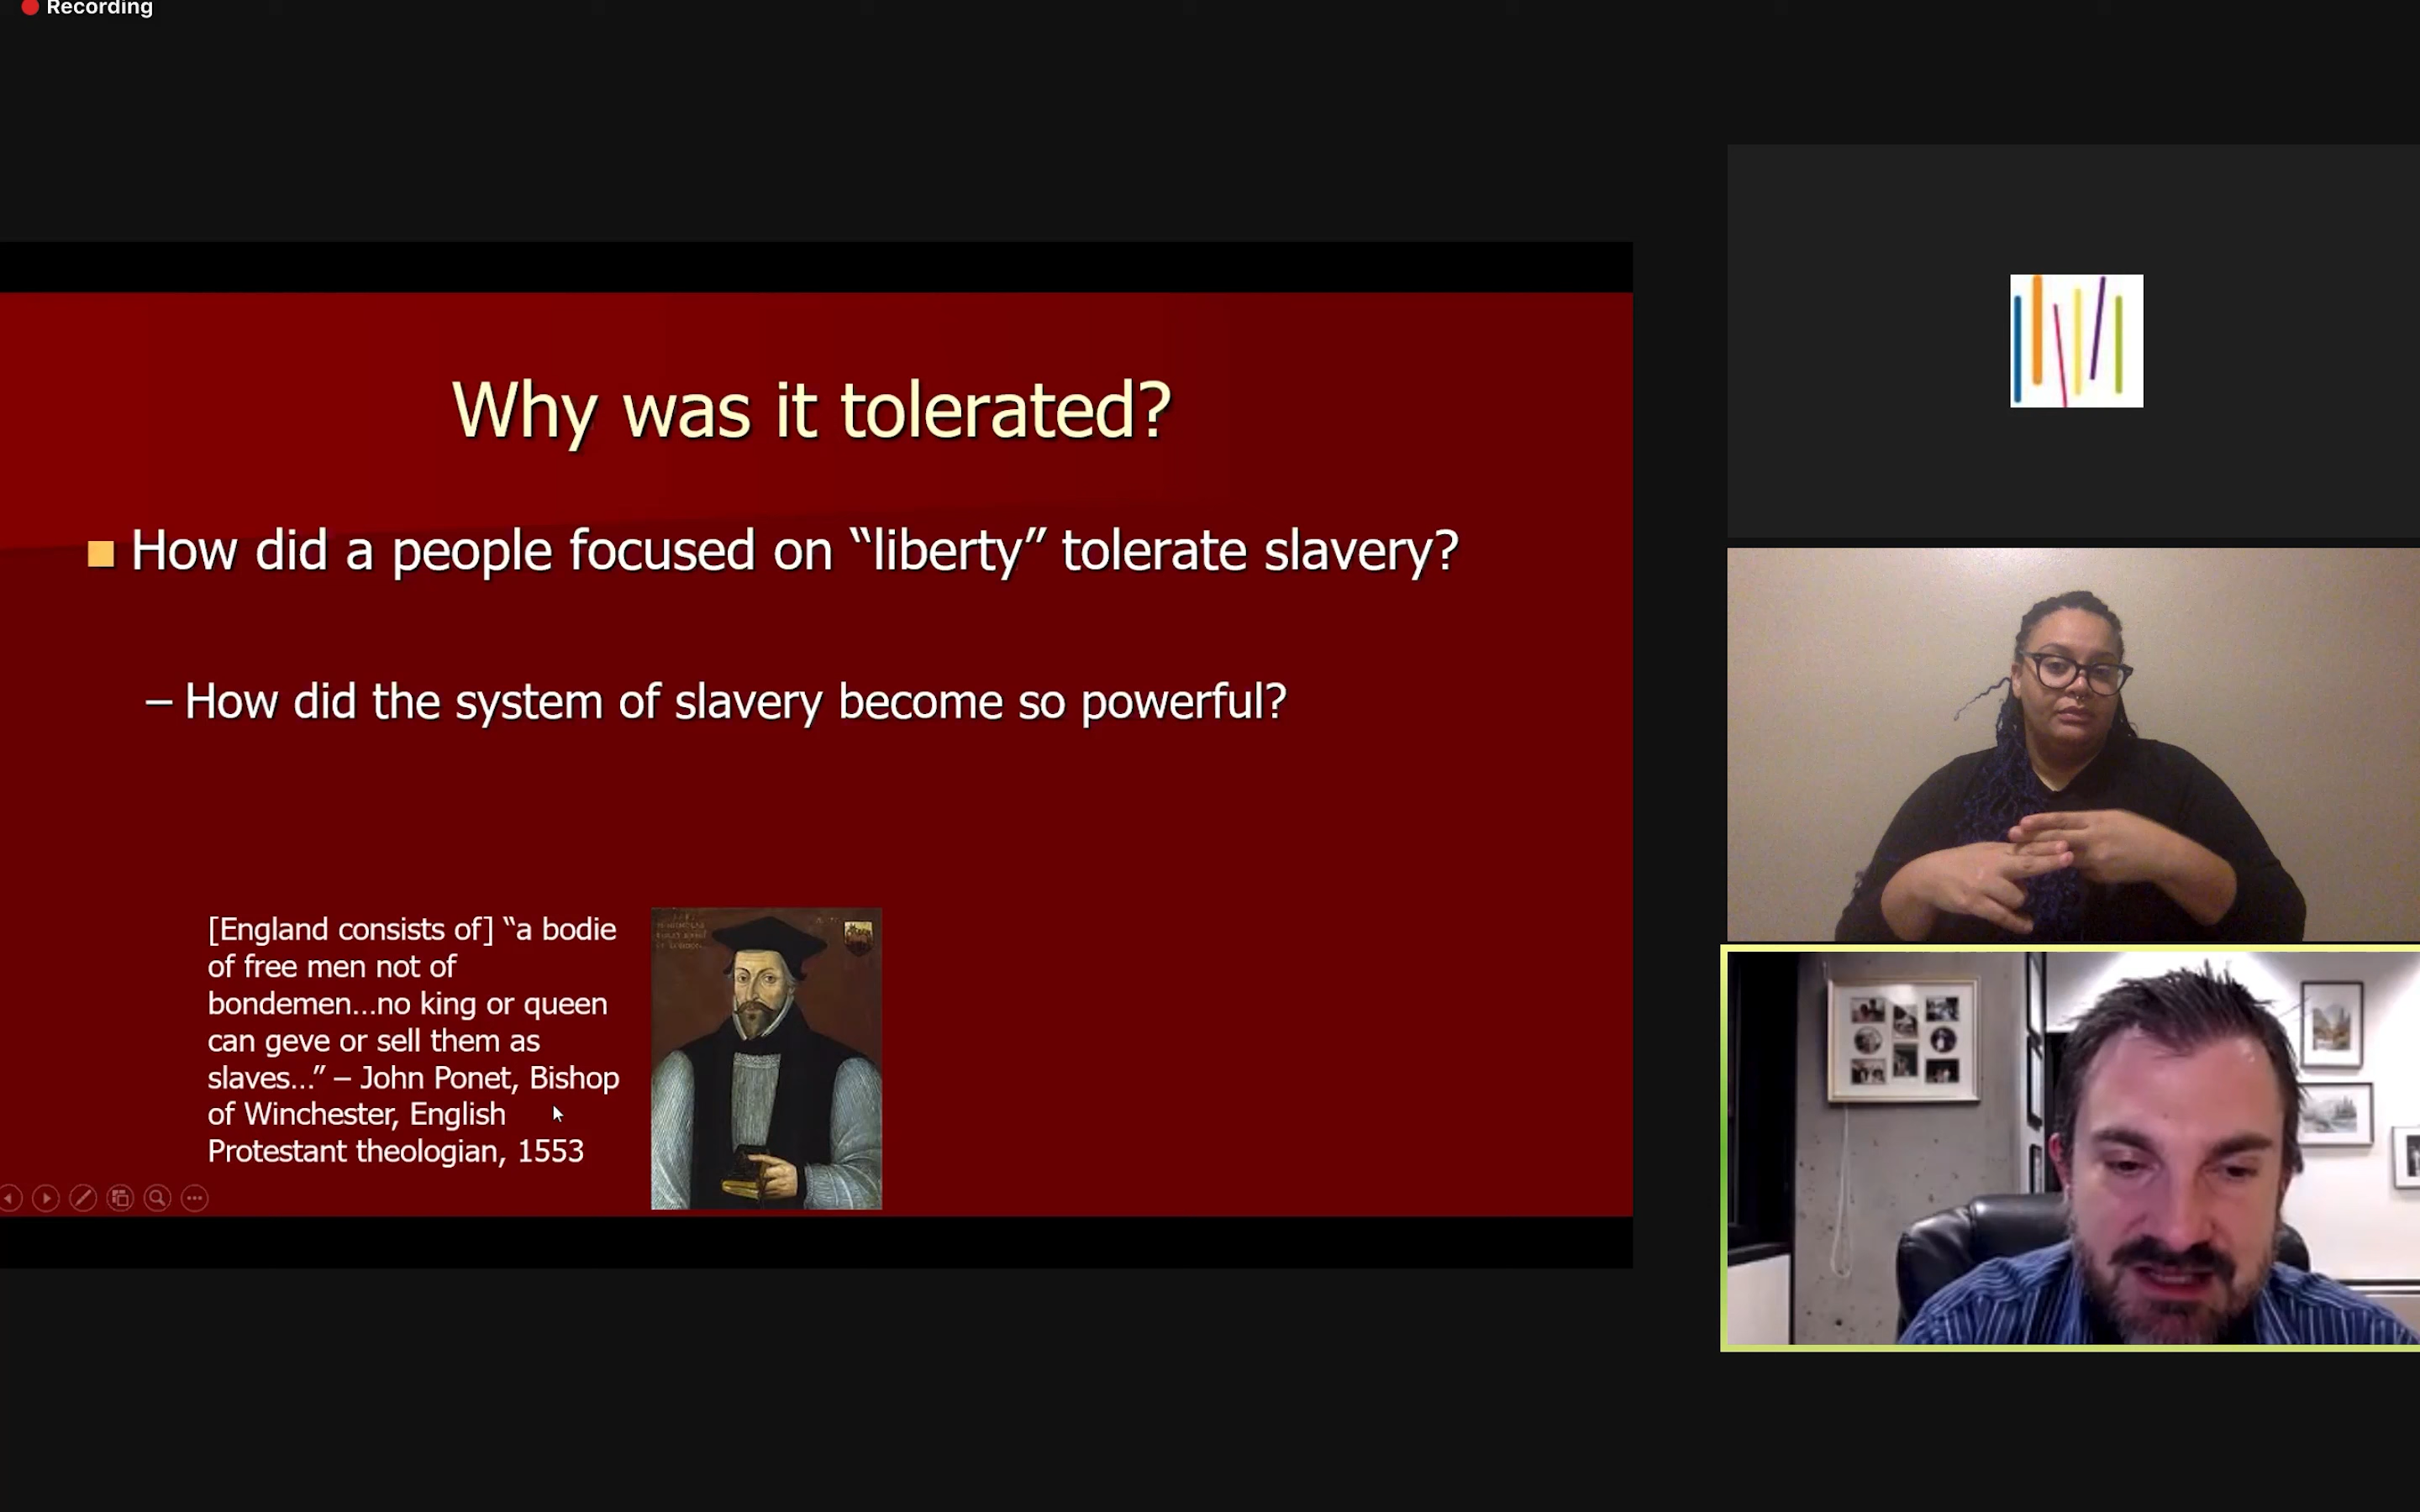 Recording
Why was it tolerated?
How did a people focused on “liberty” tolerate slavery?
– How did the system of slavery become so powerful?
[England consists of] “a bodie
of free men not of
bondemen...no king or queen
can geve or sell them as
slaves...” – John Ponet, Bishop
of Winchester, English
Protestant theologian, 1553